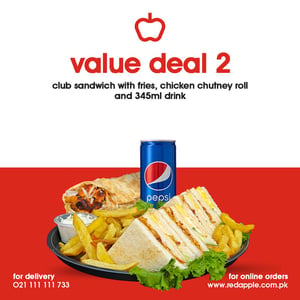 value deal 2
club sandwich with fries, chicken chutney roll
and 345ml drink
pepsi
for delivery
021 111 111 733
for online orders
www.redapple.com.pk